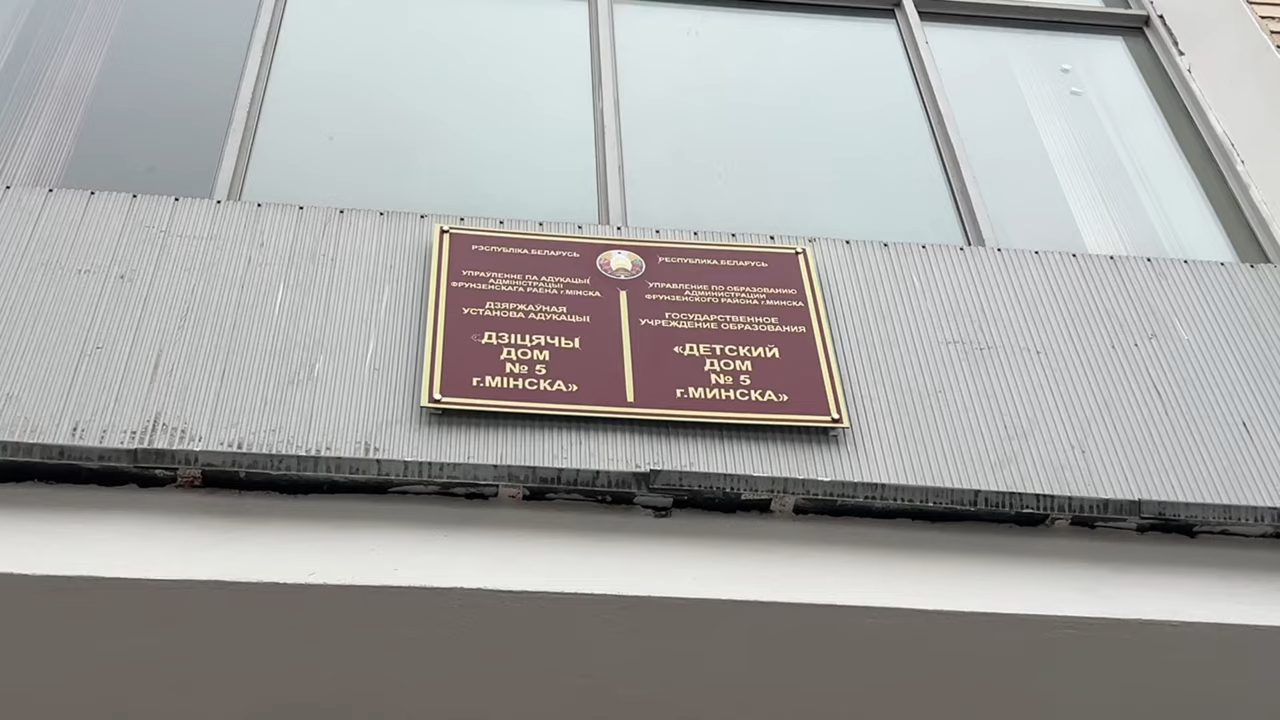 РЭСПУБЛІКА БЕЛАРУСЬ
УПРАЎЛЕННЕ ПА АДУКАЦЫІ
АДМІНІСТРАЦЫІ
ФРУНЗЕНСКАГА РАЕНА г.МІНСКА
ДЗЯРЖАЎНАЯ
УСТАНОВА АДУКАЦЫІ
«ДЗІЦЯЧЫ
ДОМ
№ 5
г.МІНСКА»
РЕСПУБЛИКА БЕЛАРУСЬ
УПРАВЛЕНИЕ ПО ОБРАЗОВАНИЮ
АДМИНИСТРАЦИИ
ФРУНЗЕНСКОГО РАЙОНА г.МИНСКА
ГОСУДАРСТВЕННОЕ
УЧРЕЖДЕНИЕ ОБРАЗОВАНИЯ
«ДЕТСКИЙ
ДОМ
№ 5
г.МИНСКА»